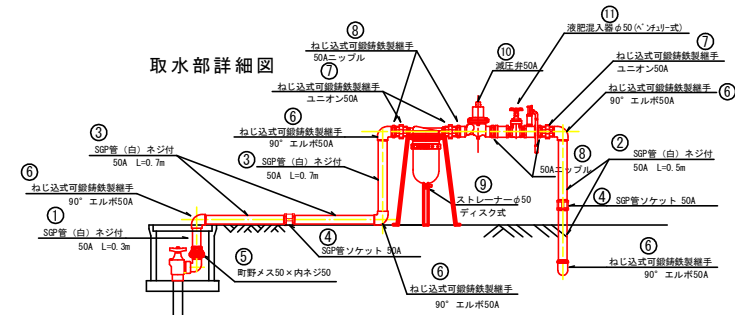 取水部詳細図
⑧
ねじ込式可鍛鋳鉄製継手
50Aニップル
⑦
ねじ込式可鍛鋳鉄製継手
ユニオン50A
⑥
ねじ込式可鍛鋳鉄製継手
90° エルボ50A
③
SGP管（白）ネジ付
50A L=0.7m
③
SGP管（白）ネジ付
50A L=0.7m
⑥
ねじ込式可鍛鋳鉄製継手
90° エルボ50A
①
SGP管（白）ネジ付
50A L=0.3m
⑤
町野メス50×内ネジ50
④
SGP管ソケット 50A
⑥
ねじ込式可鍛鋳鉄製継手
90° エルボ50A
⑨
ストレーナーφ50
ディスク式
⑩
減圧弁50A
⑪
液肥混入器φ50(ベンチュリー式)
⑦
ねじ込式可鍛鋳鉄製継手
ユニオン50A
⑥
ねじ込式可鍛鋳鉄製継手
90° エルボ50A
⑧
50Aニップル
②
SGP管（白）ネジ付
50A L=0.5m
④
SGP管ソケット 50A
⑥
ねじ込式可鍛鋳鉄製継手
90° エルボ50A